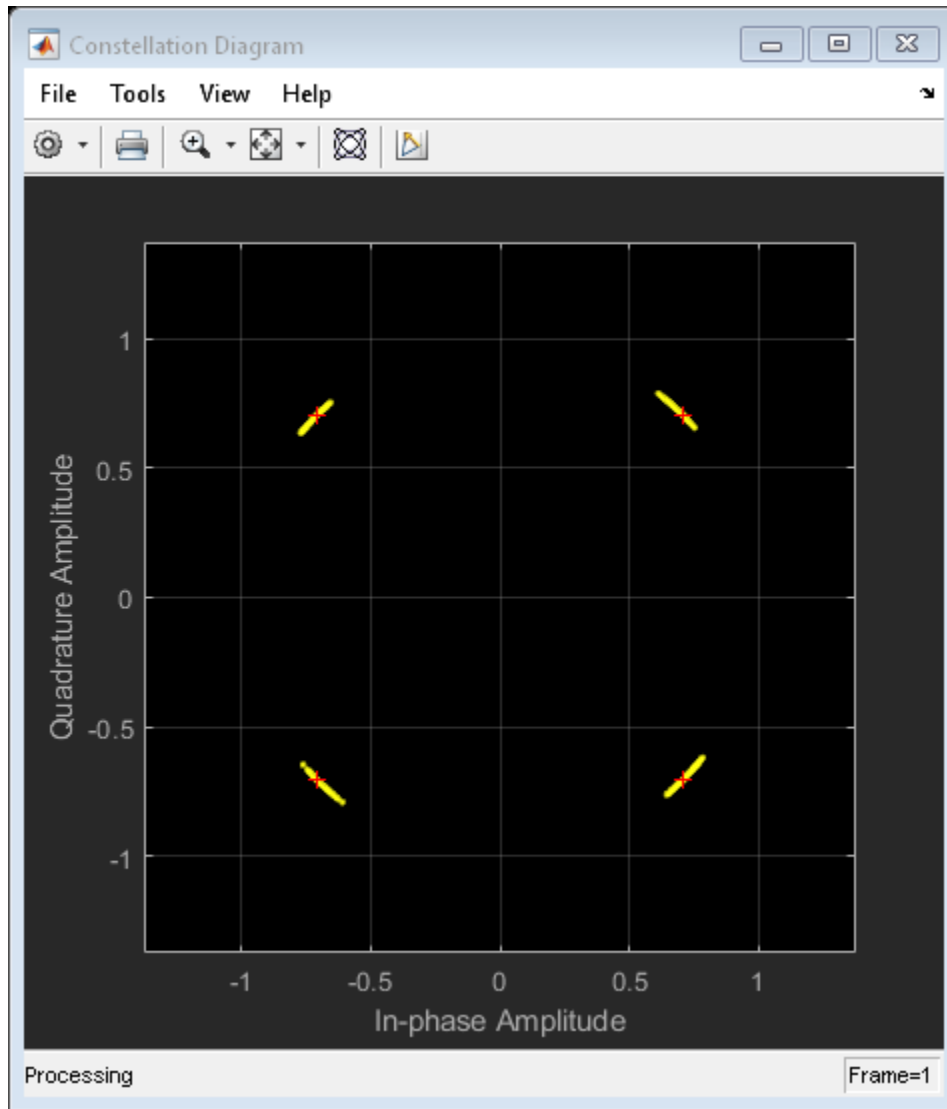 Constellation Diagram
File Tools View Help
1
0.5
0
-0.5
-1
Quadrature Amplitude
-1 -0.5 0 0.5 1
In-phase Amplitude
Processing Frame=1